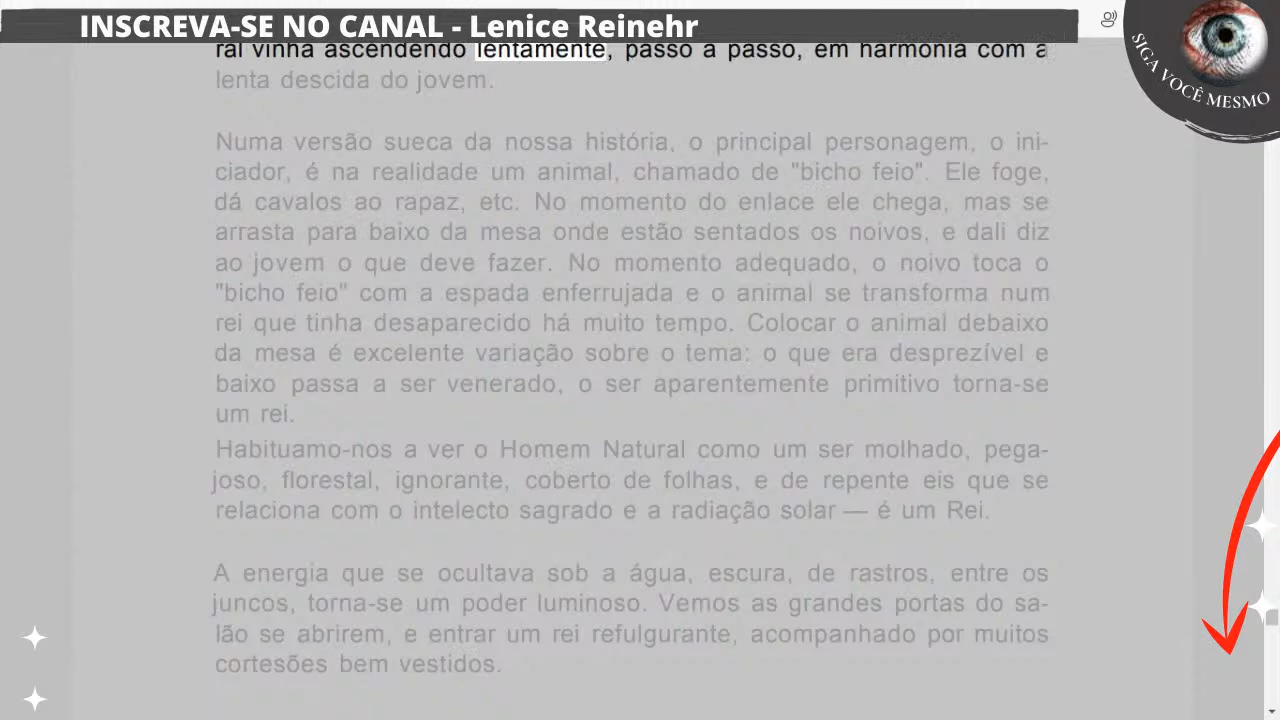 INSCREVA-SE NO CANAL - Lenice Reinehr
SIGA VOCÊ MESMO
ral vinha ascendendo lentamente, passo a passo, em harmonia com a
lenta descida do jovem.
Numa versão sueca da nossa história, o principal personagem, o ini-
ciador, é na realidade um animal, chamado de "bicho feio". Ele foge,
dá cavalos ao rapaz, etc. No momento do enlace ele chega, mas se
arrasta para baixo da mesa onde estão sentados os noivos, e dali diz
ao jovem o que deve fazer. No momento adequado, o noivo toca o
"bicho feio" com a espada enferrujada e o animal se transforma num
rei que tinha desaparecido há muito tempo. Colocar o animal debaixo
da mesa é excelente variação sobre o tema: o que era desprezível e
baixo passa a ser venerado, o ser aparentemente primitivo torna-se
um rei.
Habituamo-nos a ver o Homem Natural como um ser molhado, pega-
joso, florestal, ignorante, coberto de folhas, e de repente eis que se
relaciona com o intelecto sagrado e a radiação solar — é um Rei.
A energia que se ocultava sob a água, escura, de rastros, entre os
juncos, torna-se um poder luminoso. Vemos as grandes portas do sa-
lão se abrirem, e entrar um rei refulgurante, acompanhado por muitos
cortesões bem vestidos.